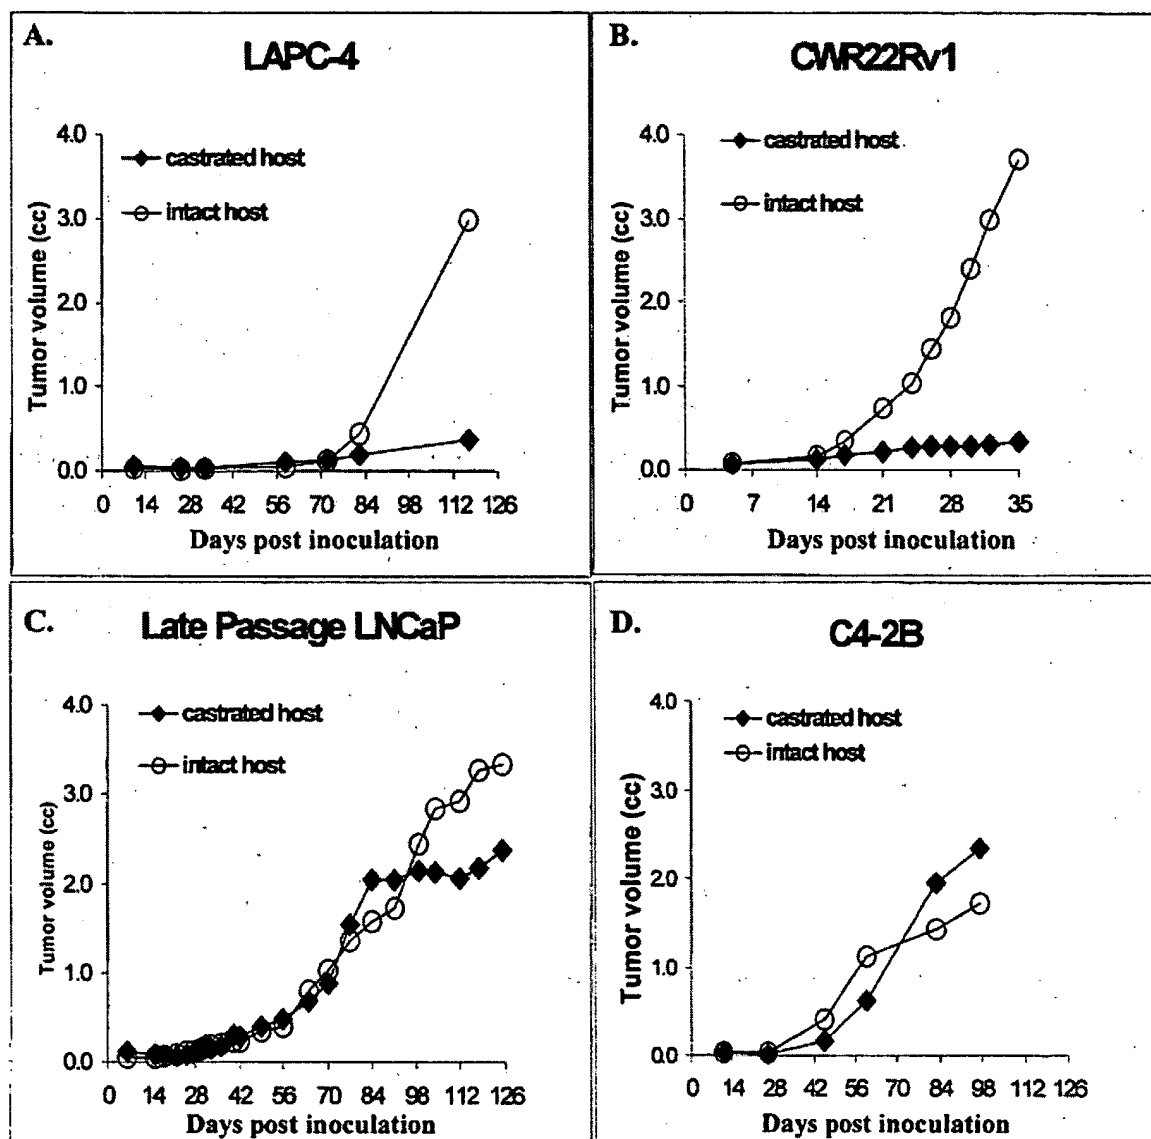 A.
LAPC-4
4.0
castrated host
3.0
intact host
2.0
1.0
0.0
Tumor volume (cc)
0 14 28 42 56 70 84 98 112 126
Days post inoculation
B.
CWR22Rv1
4.0
castrated host
3.0
intact host
2.0
1.0
0.0
Tumor volume (cc)
0 7 14 21 28 35
Days post inoculation
C.
Late Passage LNCaP
4.0
castrated host
3.0
intact host
2.0
1.0
0.0
Tumor volume (cc)
0 14 28 42 56 70 84 98 112 126
Days post inoculation
D.
C4-2B
4.0
castrated host
intact host
3.0
2.0
1.0
0.0
Tumor volume (cc)
0 14 28 42 56 70 84 98 112 126
Days post inoculation